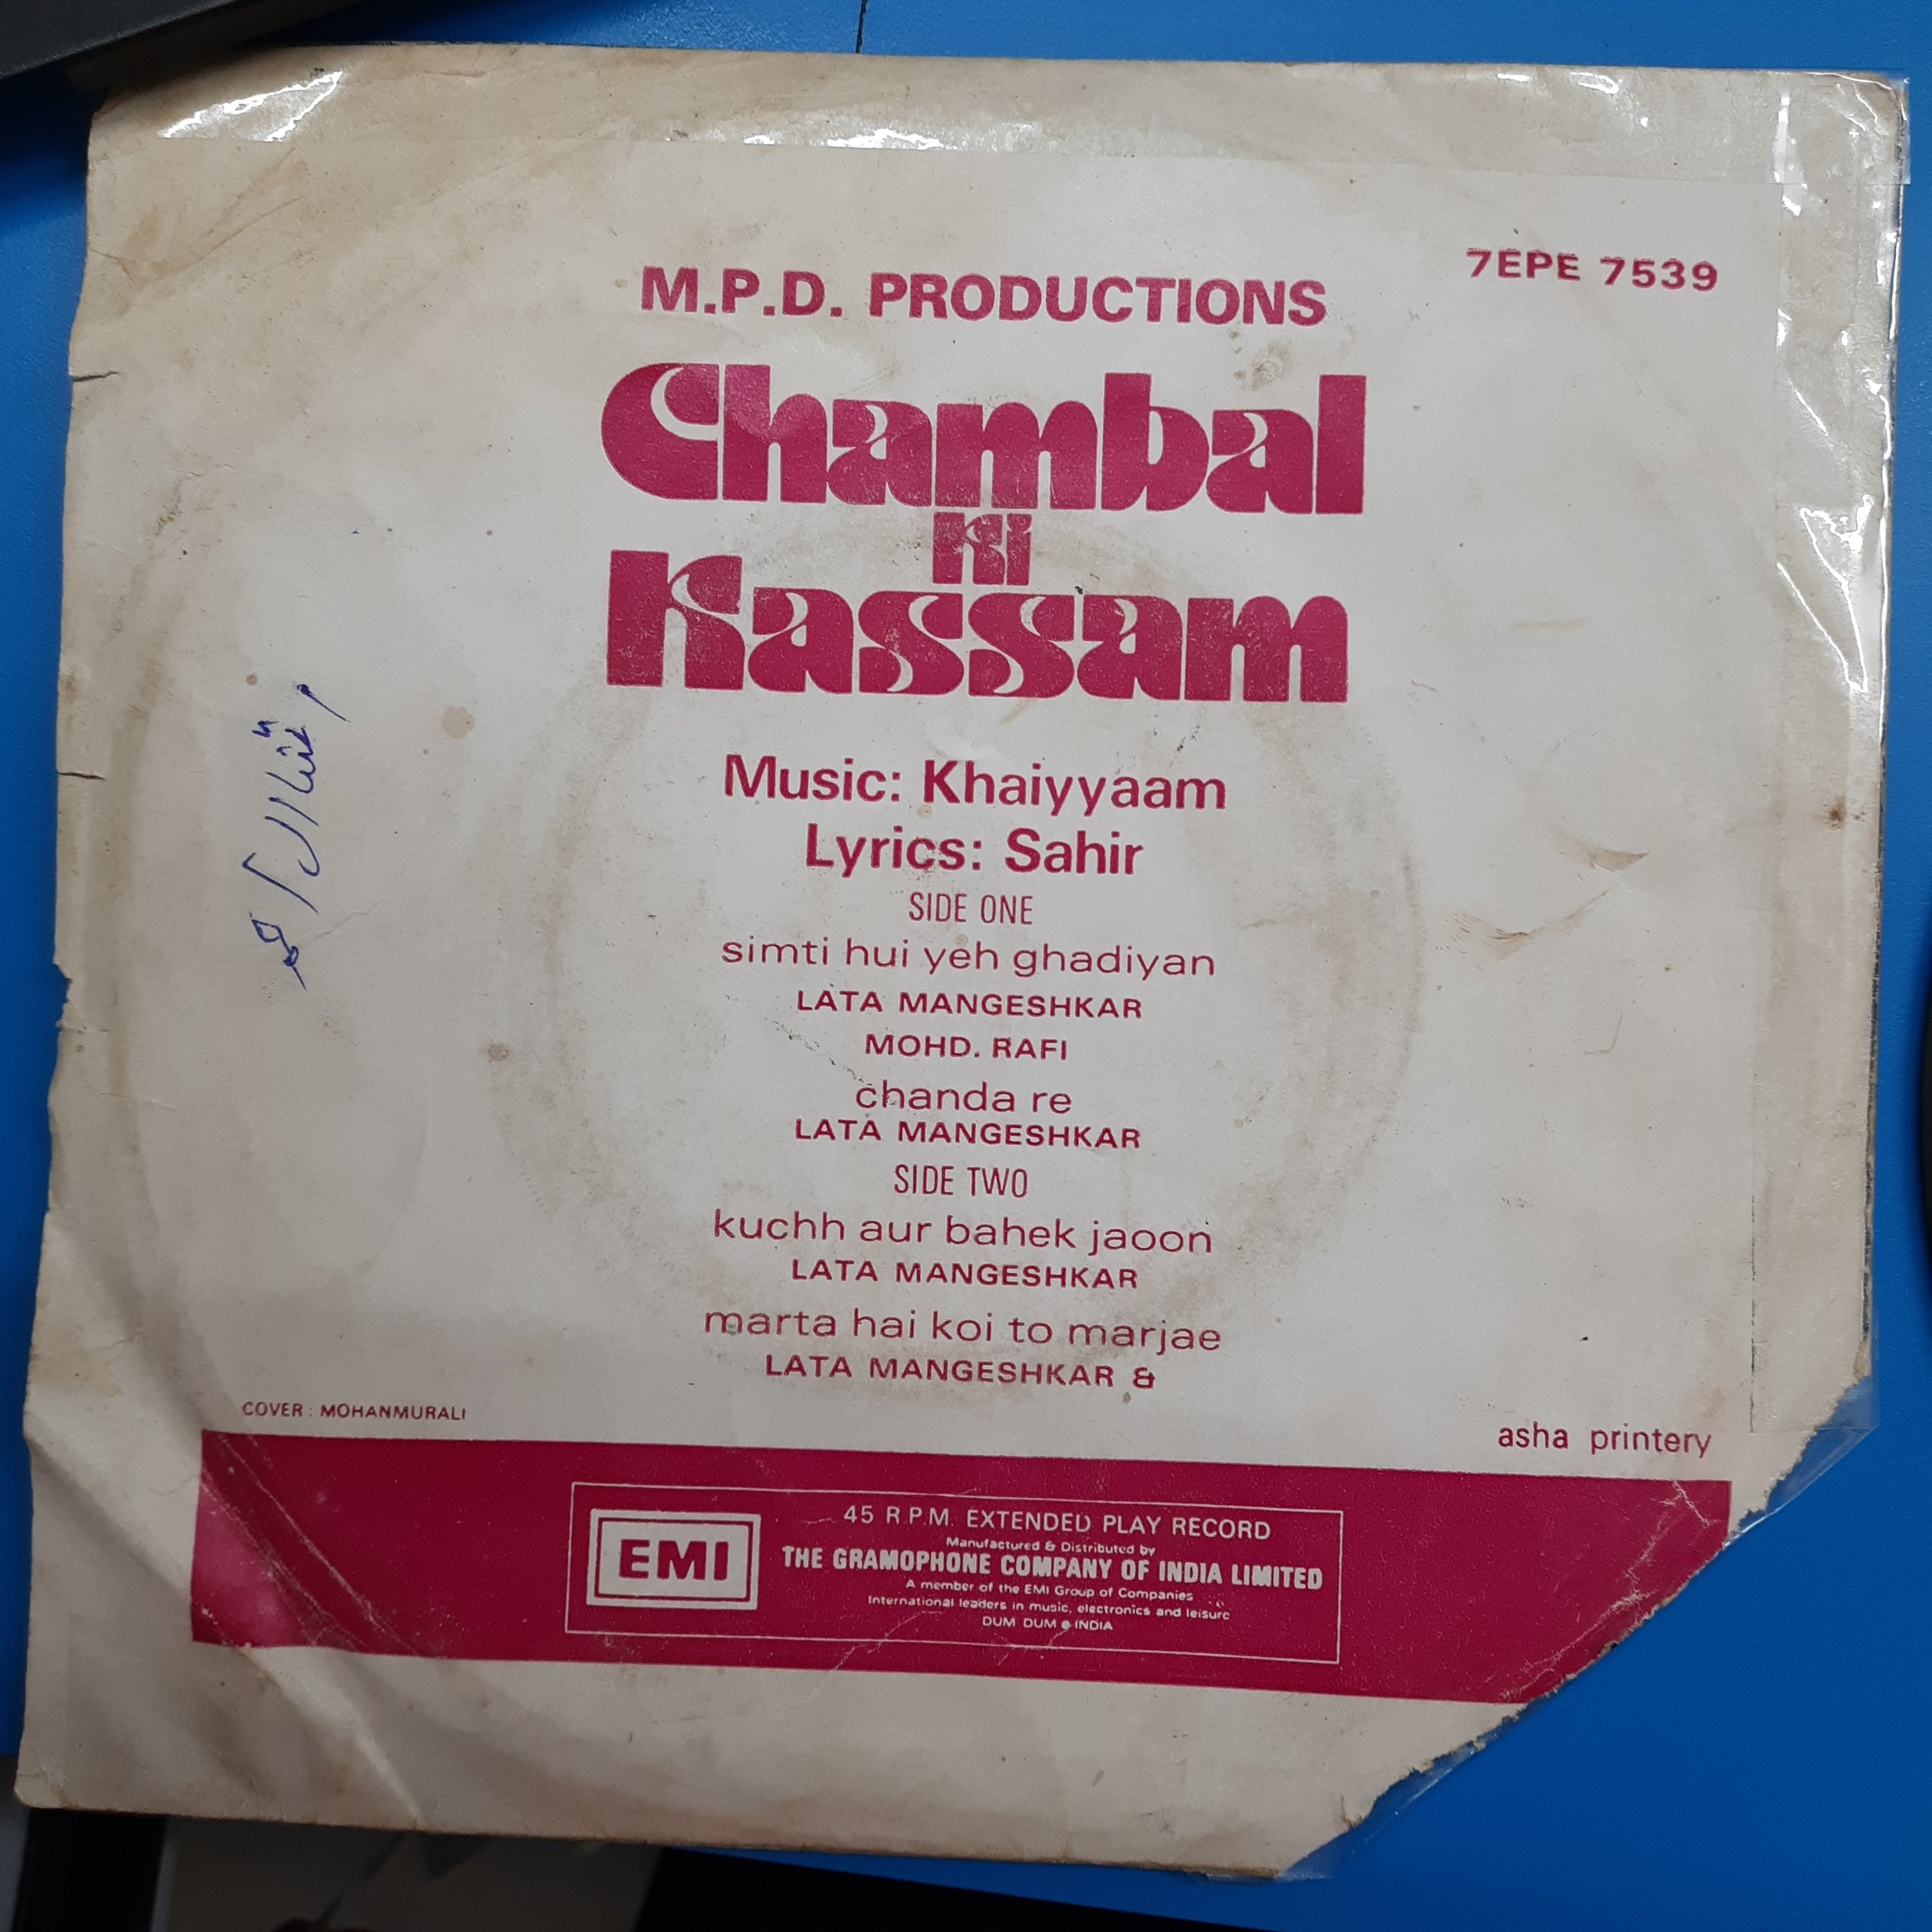 7EPE 7539
M.P.D. PRODUCTIONS
Chambal
Ki
Kassam
Music: Khaiyyaam
Lyrics: Sahir
SIDE ONE
simti hui yeh ghadiyan
LATA MANGESHKAR
MOHD. RAFI
chanda re
LATA MANGESHKAR
SIDE TWO
kuchh aur bahek jaoon
LATA MANGESHKAR
marta hai koi to marjae
LATA MANGESHKAR &
COVER : MOHANMURALI
asha printery
EMI
45 R.P.M. EXTENDED PLAY RECORD
Manufactured & Distributed by
THE GRAMOPHONE COMPANY OF INDIA LIMITED
A member of the EMI Group of Companies
International leaders in music, electronics and leisure
DUM DUM ● INDIA